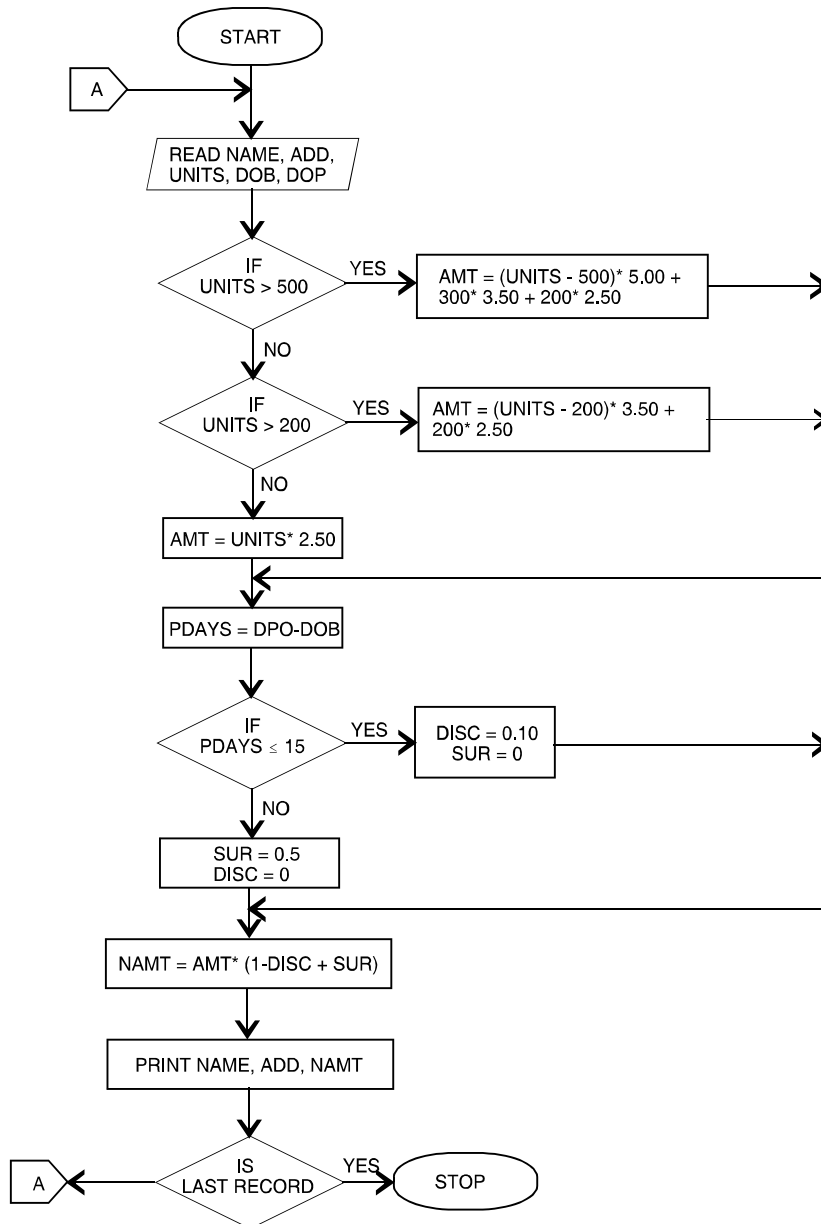 START
A
READ NAME, ADD,
UNITS, DOB, DOP
IF
UNITS > 500
YES
AMT = (UNITS - 500)* 5.00 +
300* 3.50 + 200* 2.50
NO
IF
UNITS > 200
YES
AMT = (UNITS - 200)* 3.50 +
200* 2.50
NO
AMT = UNITS* 2.50
PDAYS = DPO-DOB
IF
PDAYS ≤ 15
YES
DISC = 0.10
SUR = 0
NO
SUR = 0.5
DISC = 0
NAMT = AMT* (1-DISC + SUR)
PRINT NAME, ADD, NAMT
A
IS
LAST RECORD
YES
STOP